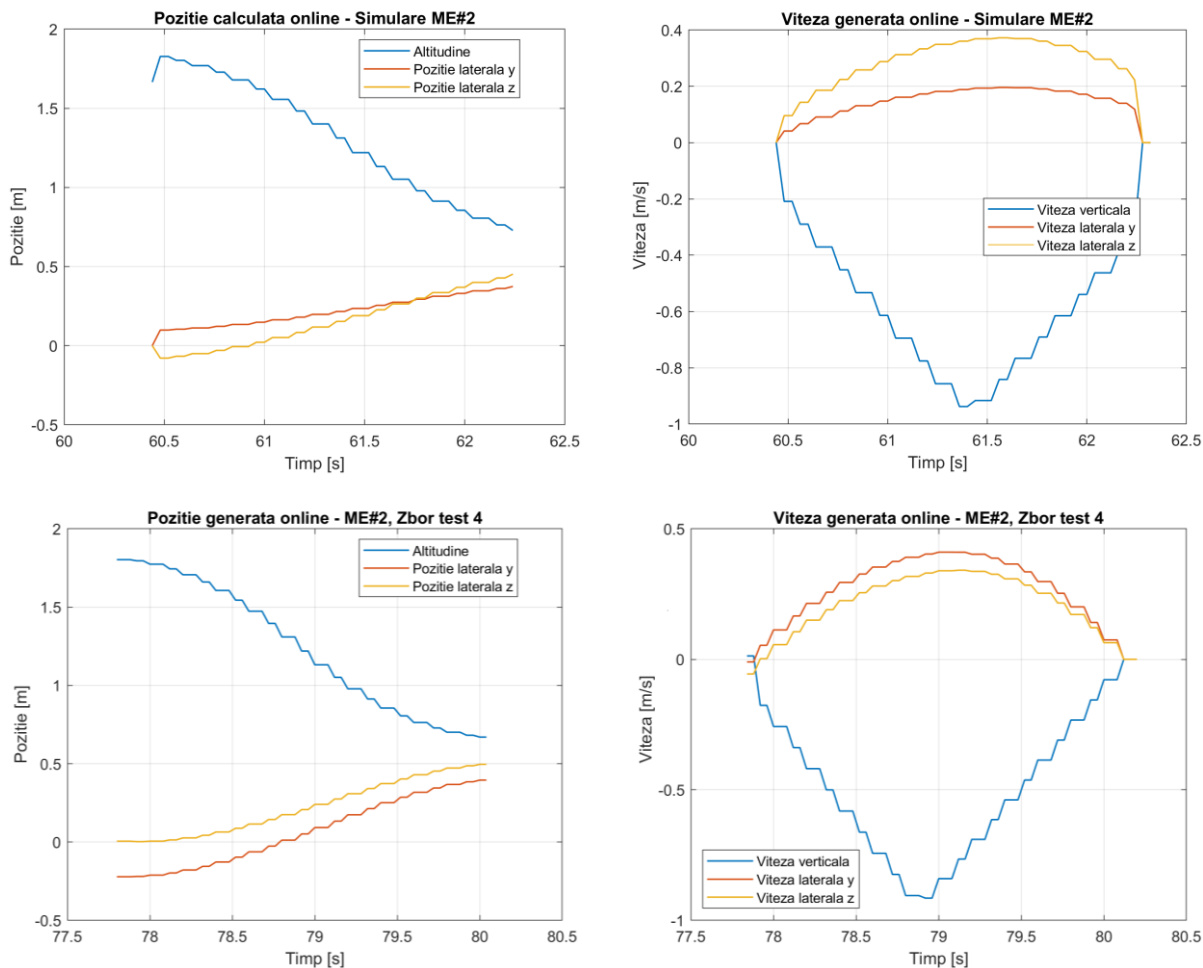 Pozitie calculata online - Simulare ME#2
2
1.5
1
0.5
0
-0.5
Pozitie [m]
Altitudine
Pozitie laterala y
Pozitie laterala z
60
60.5
61
61.5
62
62.5
Timp [s]
Viteza generata online - Simulare ME#2
0.4
0.2
0
-0.2
-0.4
-0.6
-0.8
-1
Viteza [m/s]
Viteza verticala
Viteza laterala y
Viteza laterala z
60
60.5
61
61.5
62
62.5
Timp [s]
Pozitie generata online - ME#2, Zbor test 4
2
1.5
1
0.5
0
-0.5
Pozitie [m]
Altitudine
Pozitie laterala y
Pozitie laterala z
77.5
78
78.5
79
79.5
80
80.5
Timp [s]
Viteza generata online - ME#2, Zbor test 4
0.5
0
-0.5
-1
Viteza [m/s]
Viteza verticala
Viteza laterala y
Viteza laterala z
77.5
78
78.5
79
79.5
80
80.5
Timp [s]